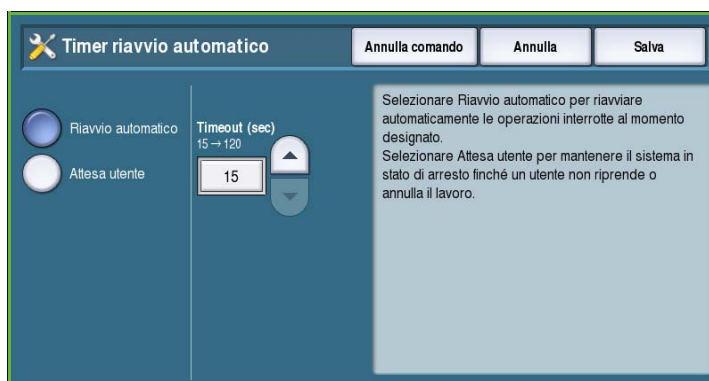 Timer riavvio automatico
Annulla comando
Annulla
Salva
Riavvio automatico
Attesa utente
Timeout (sec)
15 → 120
15
Selezionare Riavvio automatico per riavviare
automaticamente le operazioni interrotte al momento
designato.
Selezionare Attesa utente per mantenere il sistema in
stato di arresto finché un utente non riprende o
annulla il lavoro.